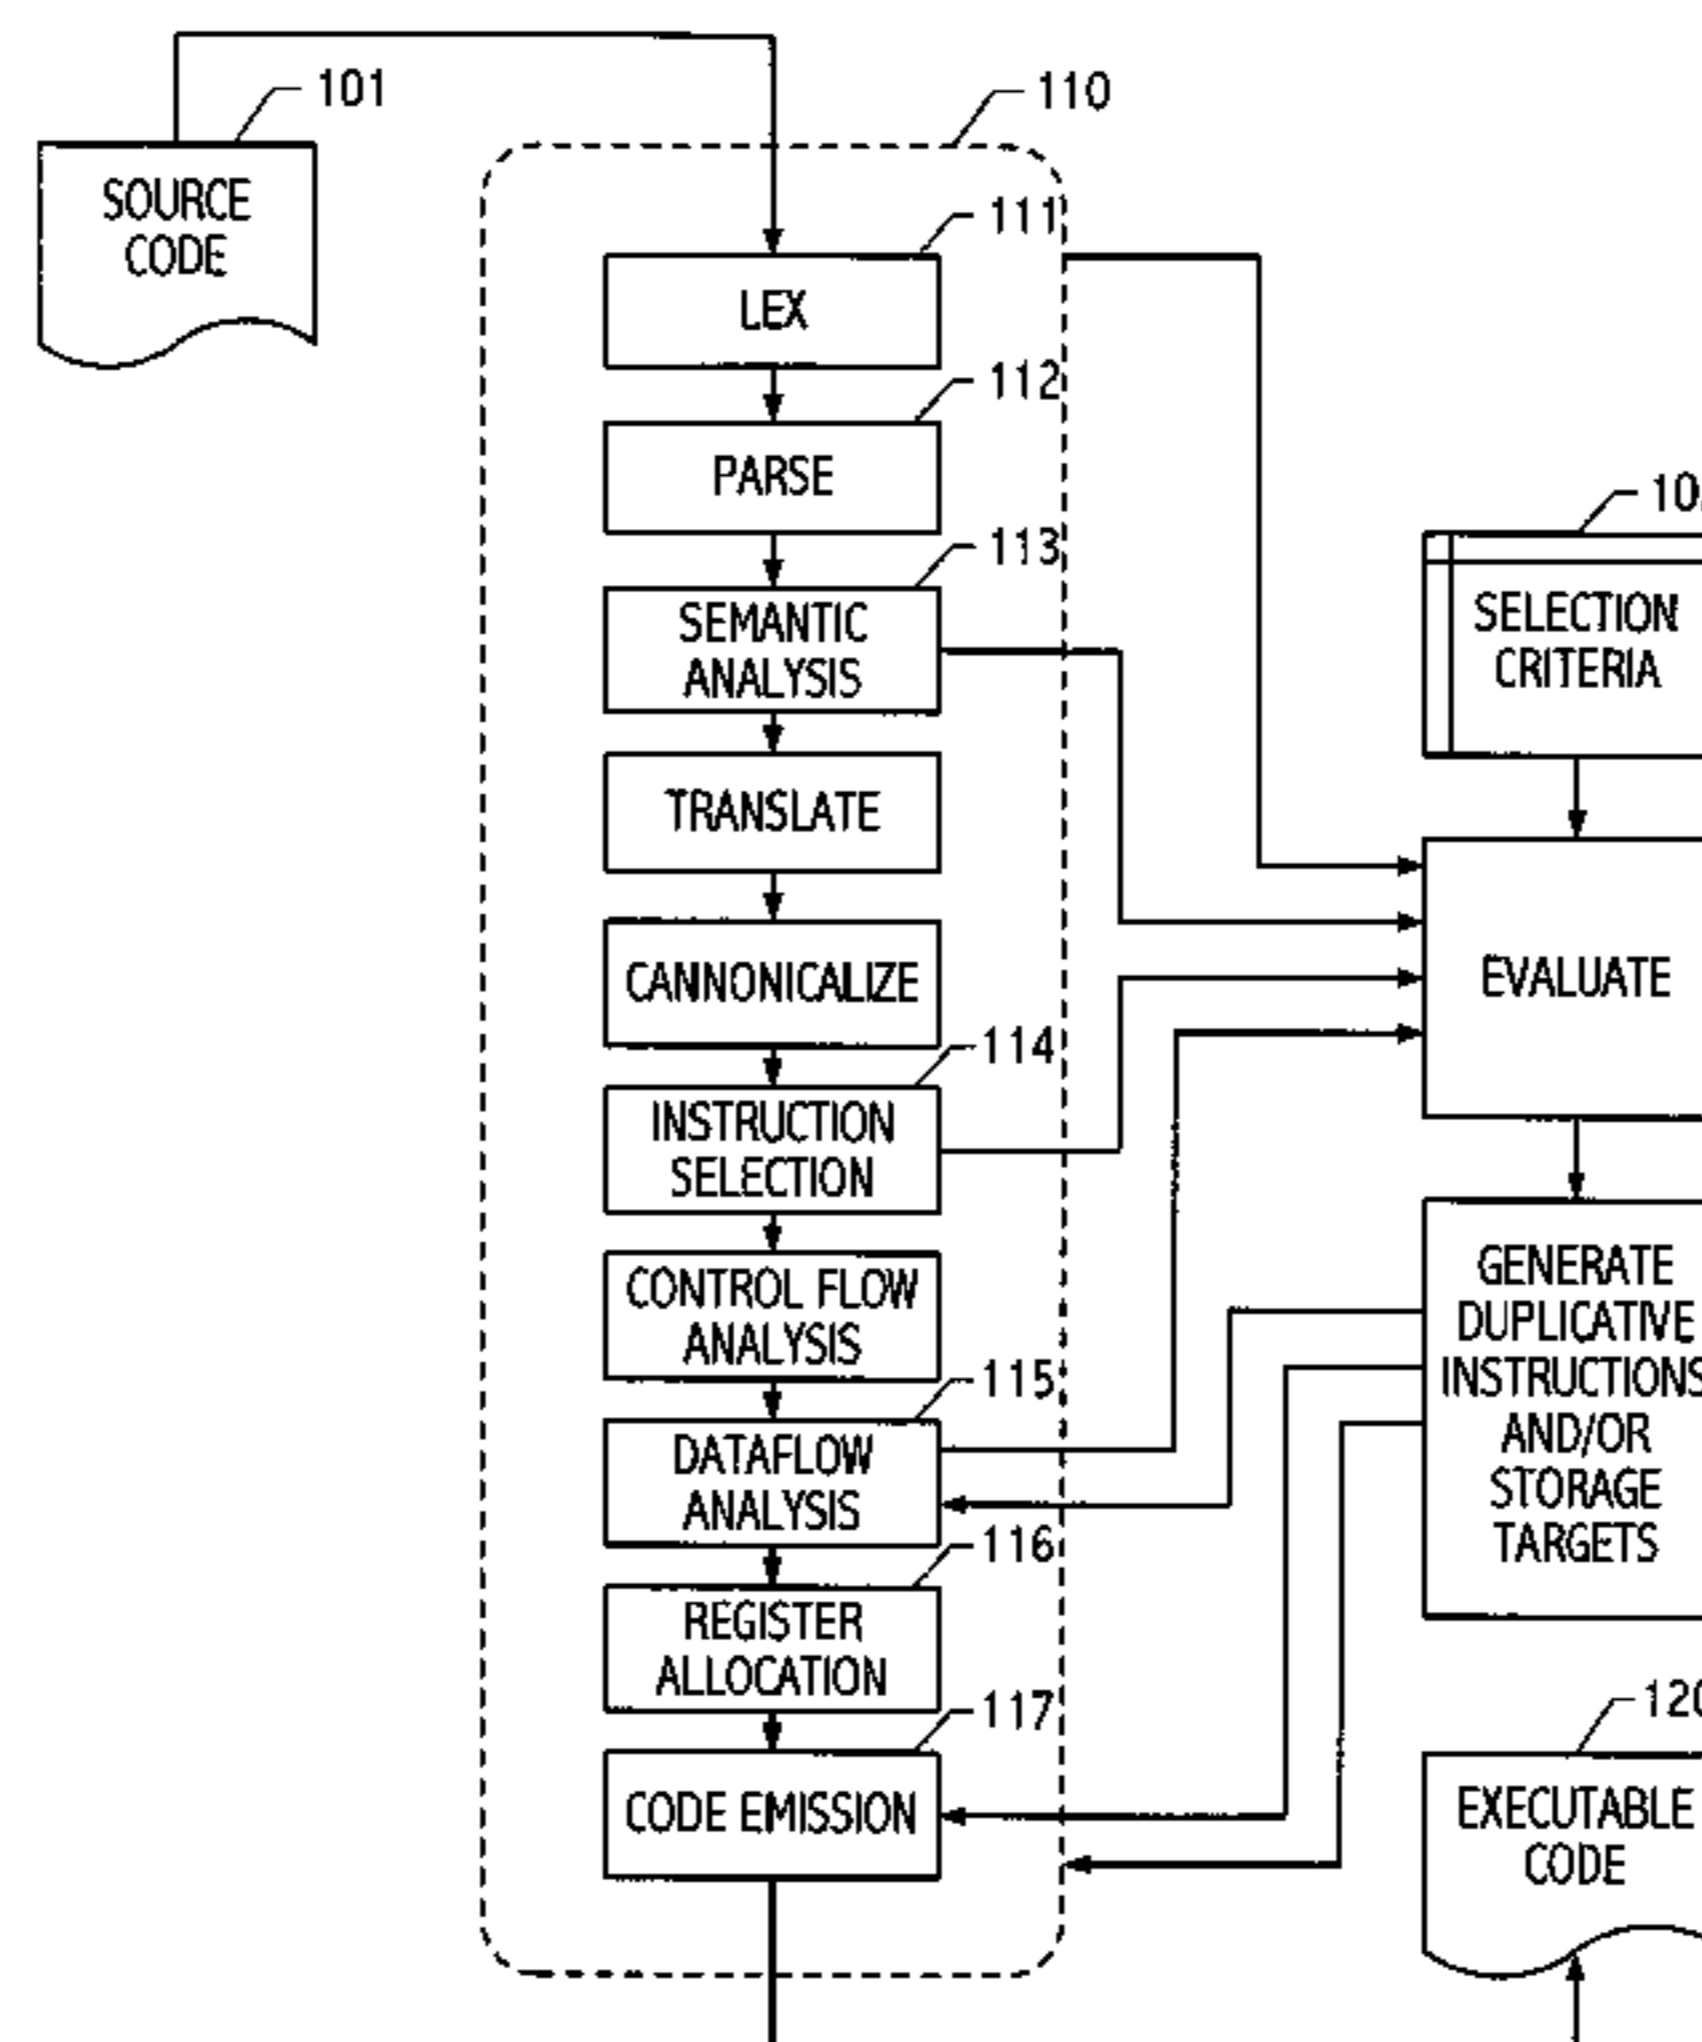 101
110
SOURCE
CODE
111
LEX
112
PARSE
113
SEMANTIC
ANALYSIS
SELECTION
CRITERIA
TRANSLATE
CANNONICALIZE
EVALUATE
114
INSTRUCTION
SELECTION
CONTROL FLOW
ANALYSIS
GENERATE
DUPLICATIVE
INSTRUCTIONS
AND/OR
STORAGE
TARGETS
115
DATAFLOW
ANALYSIS
116
REGISTER
ALLOCATION
117
120
CODE EMISSION
EXECUTABLE
CODE